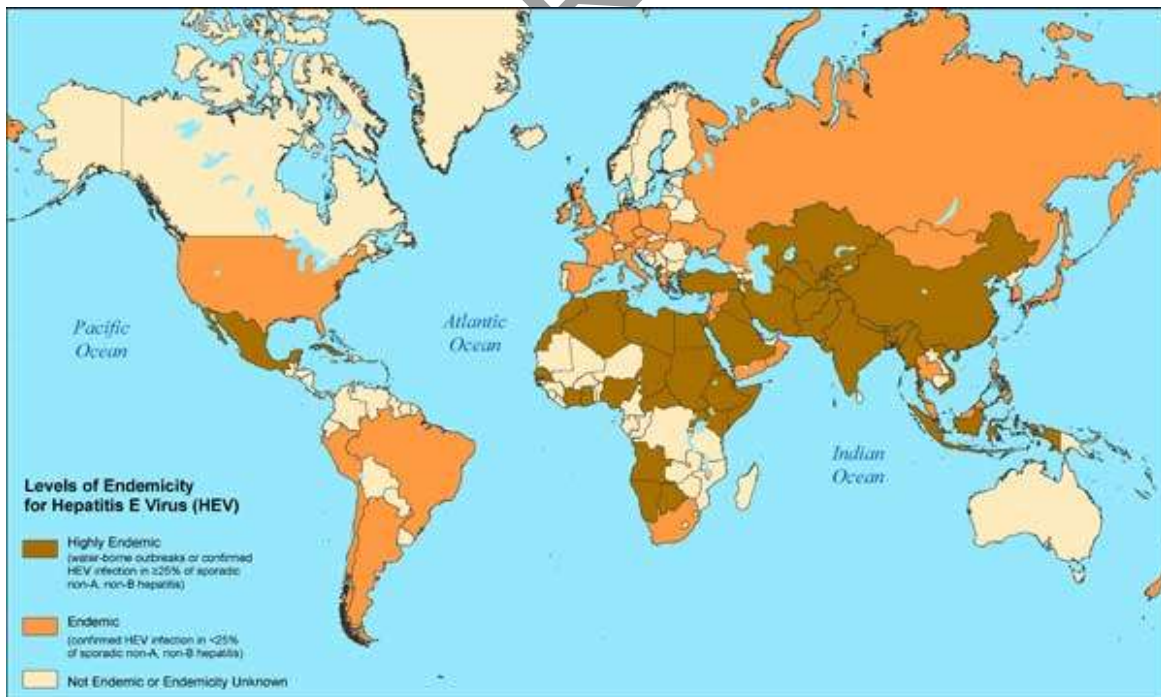 Pacific
Ocean
Atlantic
Ocean
Indian
Ocean
Levels of Endemicity
for Hepatitis E Virus (HEV)
Highly Endemic
(water-borne outbreaks or confirmed
HEV infection in ≥25% of sporadic
non-A, non-B hepatitis)
Endemic
(confirmed HEV infection in <25%
of sporadic non-A, non-B hepatitis)
Not Endemic or Endemicity Unknown